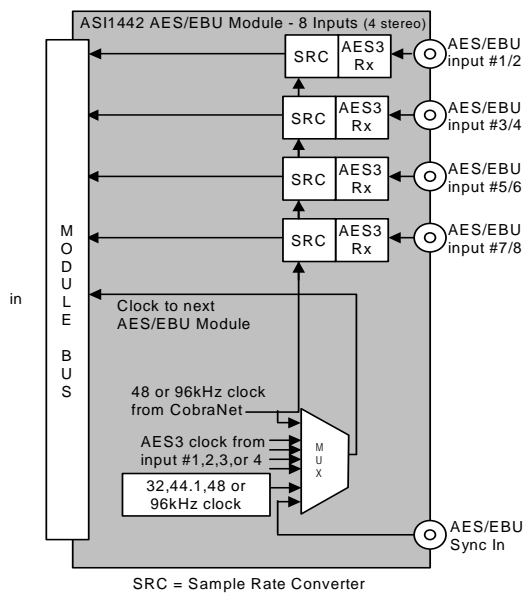 ASI1442 AES/EBU Module - 8 Inputs (4 stereo)
SRC
AES3
Rx
AES/EBU
input #1/2
SRC
AES3
Rx
AES/EBU
input #3/4
SRC
AES3
Rx
AES/EBU
input #5/6
SRC
AES3
Rx
AES/EBU
input #7/8
MODULE BUS
in
Clock to next
AES/EBU Module
48 or 96kHz clock
from CobraNet
AES3 clock from
input #1,2,3,or 4
32,44.1,48 or
96kHz clock
MUX
AES/EBU
Sync In
SRC = Sample Rate Converter